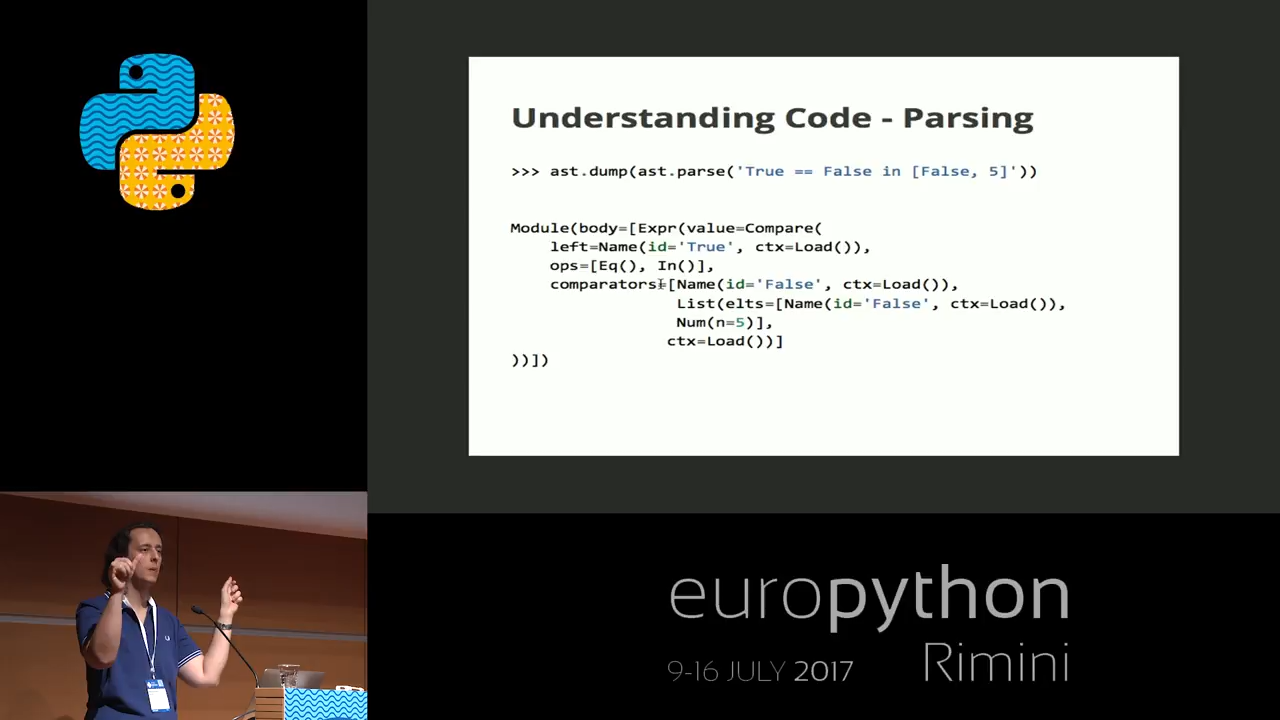 Understanding Code - Parsing
>>> ast.dump(ast.parse('True == False in [False, 5]'))
Module(body=[Expr(value=Compare(
    left=Name(id='True', ctx=Load()),
    ops=[Eq(), In()],
    comparators=[Name(id='False', ctx=Load()),
                 List(elts=[Name(id='False', ctx=Load()),
                 Num(n=5)],
                ctx=Load())]
))])
europython
Rimini
9-16 JULY 2017